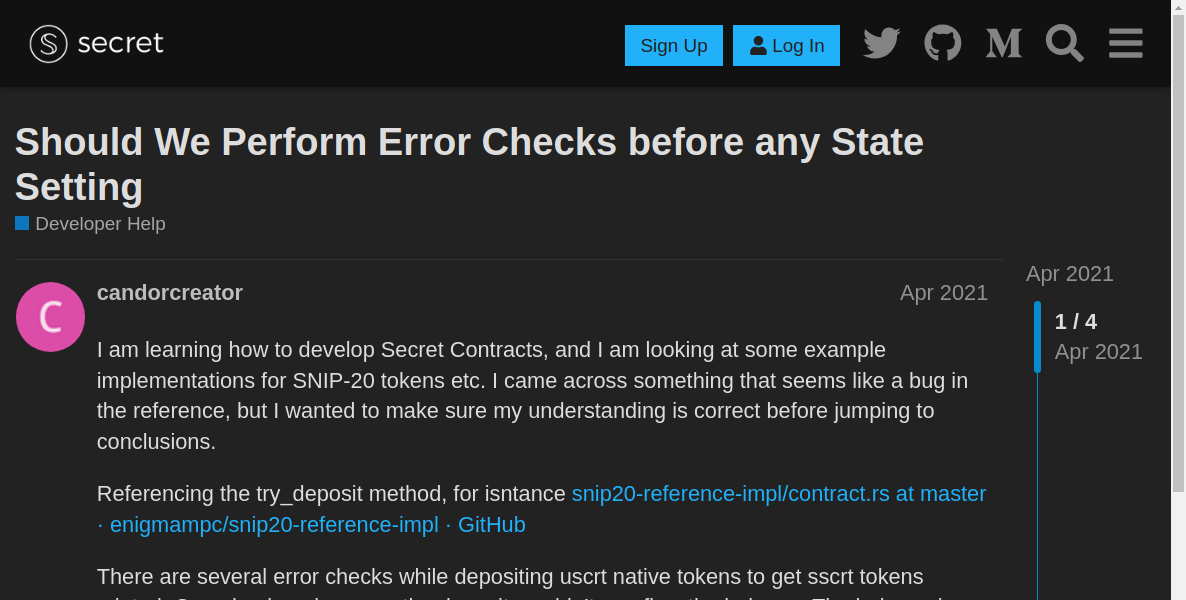 secret
Sign Up
Log In
Should We Perform Error Checks before any State
Setting
Developer Help
C
candorcreator
Apr 2021
I am learning how to develop Secret Contracts, and I am looking at some example
implementations for SNIP-20 tokens etc. I came across something that seems like a bug in
the reference, but I wanted to make sure my understanding is correct before jumping to
conclusions.
Referencing the try_deposit method, for isntance snip20-reference-impl/contract.rs at master
· enigmampc/snip20-reference-impl · GitHub
There are several error checks while depositing uscrt native tokens to get sscrt tokens
Apr 2021
1 / 4
Apr 2021